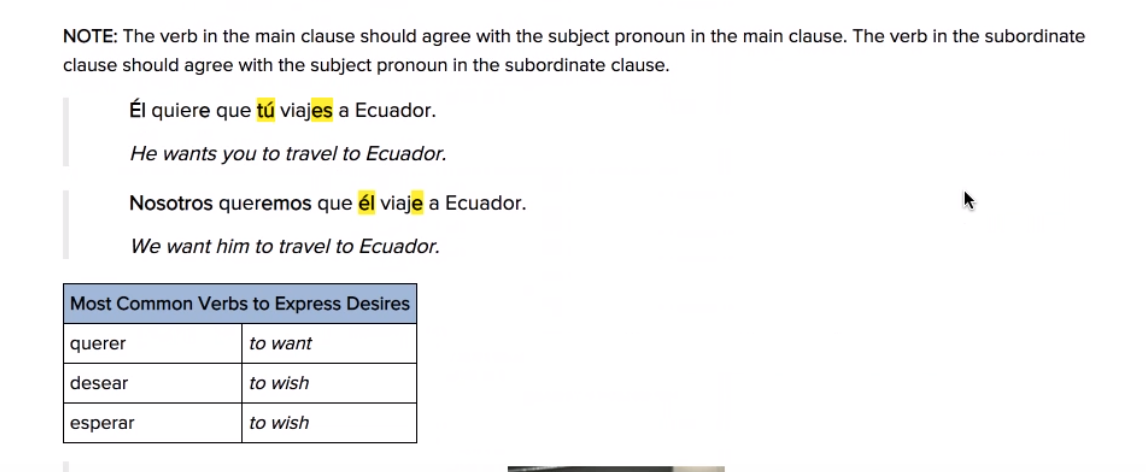 NOTE: The verb in the main clause should agree with the subject pronoun in the main clause. The verb in the subordinate
clause should agree with the subject pronoun in the subordinate clause.
Él quiere que tú viajes a Ecuador.
He wants you to travel to Ecuador.
Nosotros queremos que él viaje a Ecuador.
We want him to travel to Ecuador.
Most Common Verbs to Express Desires
querer to want
desear to wish
esperar to wish